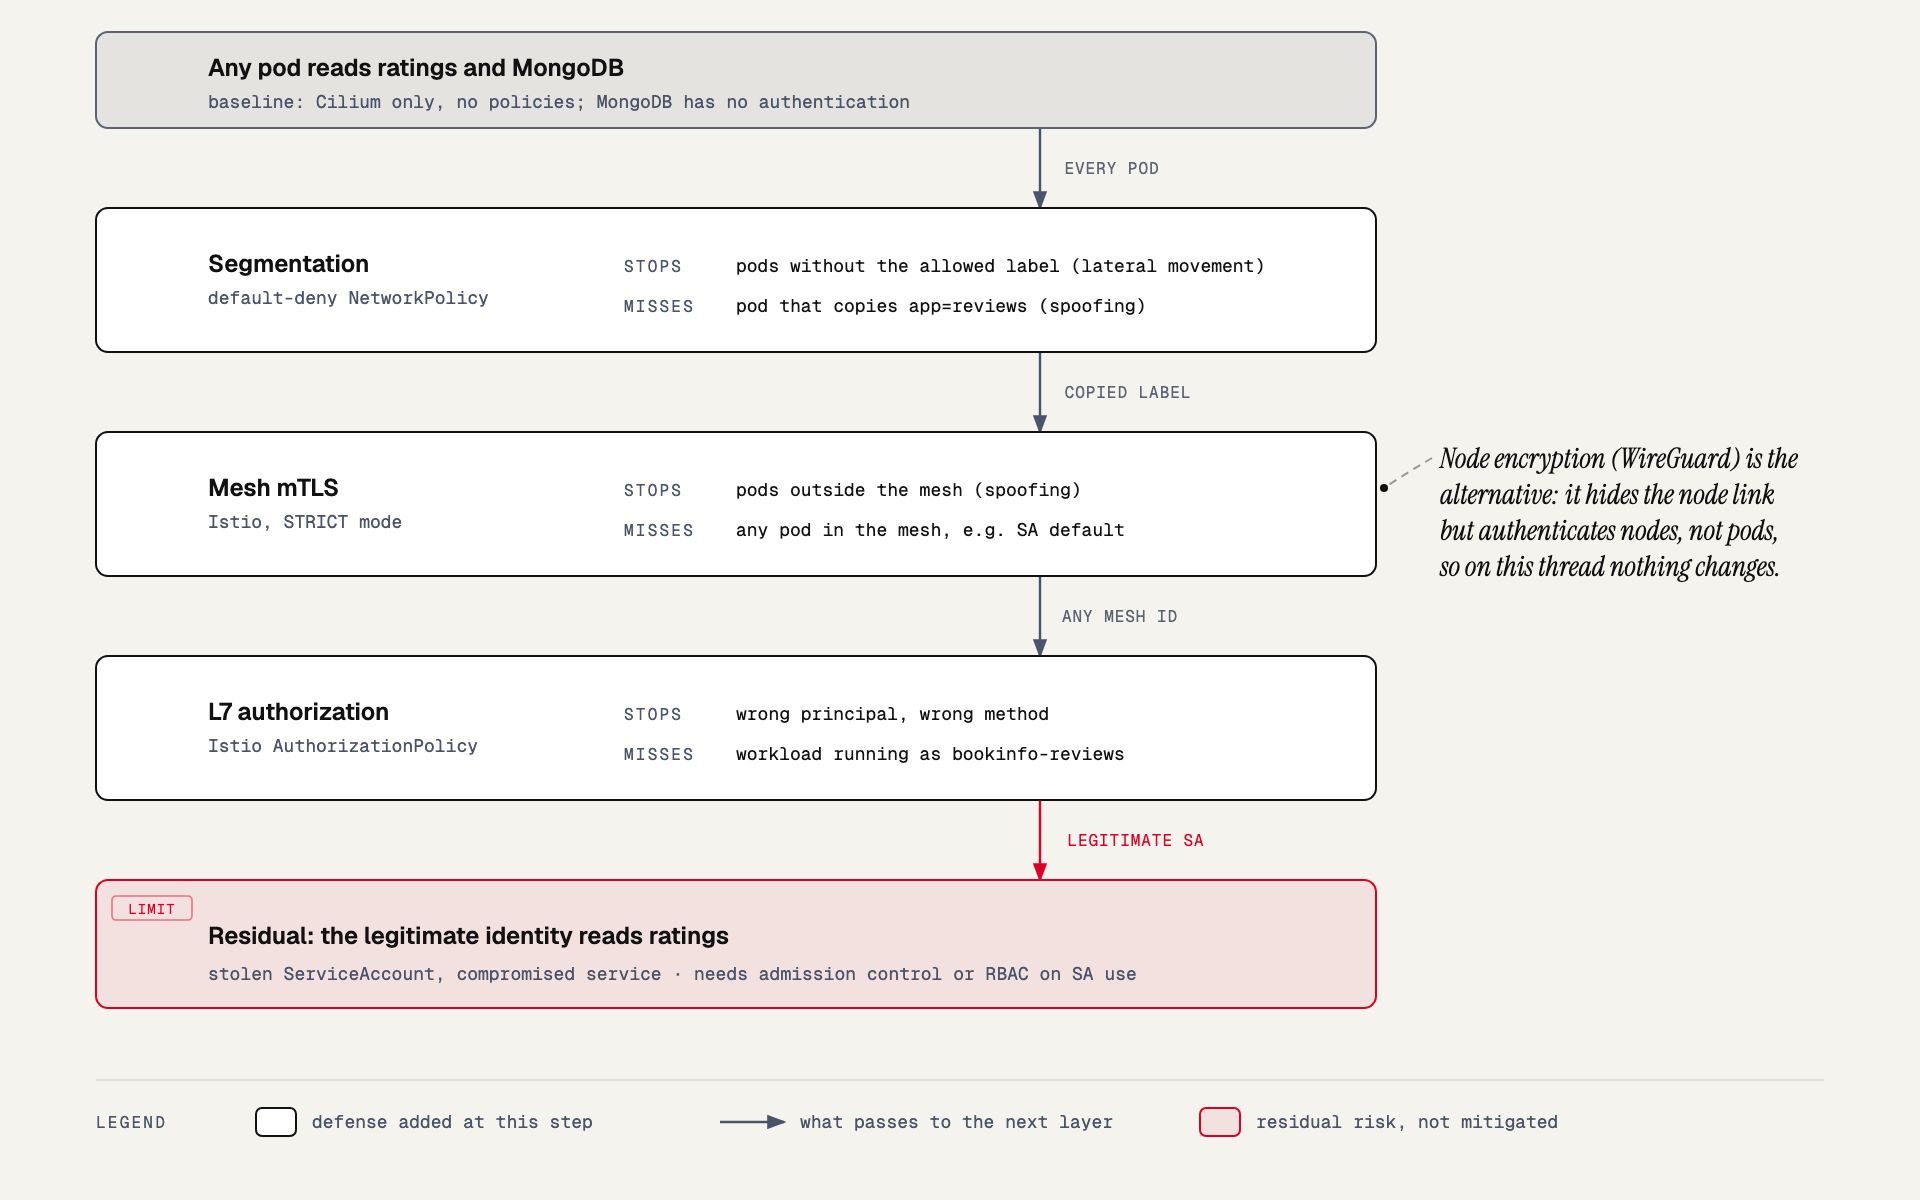 Any pod reads ratings and MongoDB
baseline: Cilium only, no policies; MongoDB has no authentication
EVERY POD
Segmentation
default-deny NetworkPolicy
STOPS pods without the allowed label (lateral movement)
MISSES pod that copies app=reviews (spoofing)
COPIED LABEL
Mesh mTLS
Istio, STRICT mode
STOPS pods outside the mesh (spoofing)
MISSES any pod in the mesh, e.g. SA default
Node encryption (WireGuard) is the
alternative: it hides the node link
but authenticates nodes, not pods,
so on this thread nothing changes.
ANY MESH ID
L7 authorization
Istio AuthorizationPolicy
STOPS wrong principal, wrong method
MISSES workload running as bookinfo-reviews
LEGITIMATE SA
LIMIT
Residual: the legitimate identity reads ratings
stolen ServiceAccount, compromised service · needs admission control or RBAC on SA use
LEGEND defense added at this step what passes to the next layer residual risk, not mitigated